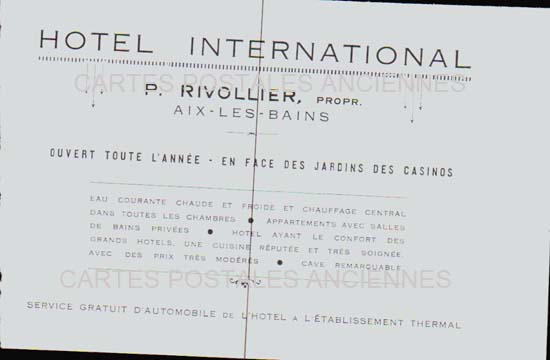 HOTEL INTERNATIONAL
CARTES POSTALES ANCIENNES
P. RIVOLLIER, PROPR.
AIX-LES-BAINS
OUVERT TOUTE L'ANNÉE - EN FACE DES JARDINS DES CASINOS
EAU COURANTE CHAUDE ET FROIDE ET CHAUFFAGE CENTRAL
DANS TOUTES LES CHAMBRES ● APPARTEMENTS AVEC SALLES
DE BAINS PRIVÉES ● HOTEL AYANT LE CONFORT DES
GRANDS HOTELS, UNE CUISINE RÉPUTÉE ET TRÈS SOIGNÉE,
AVEC DES PRIX TRÈS MODÉRÉS ● CAVE REMARQUABLE
CARTES POSTALES ANCIENNES
SERVICE GRATUIT D'AUTOMOBILE DE L'HOTEL A L'ÉTABLISSEMENT THERMAL